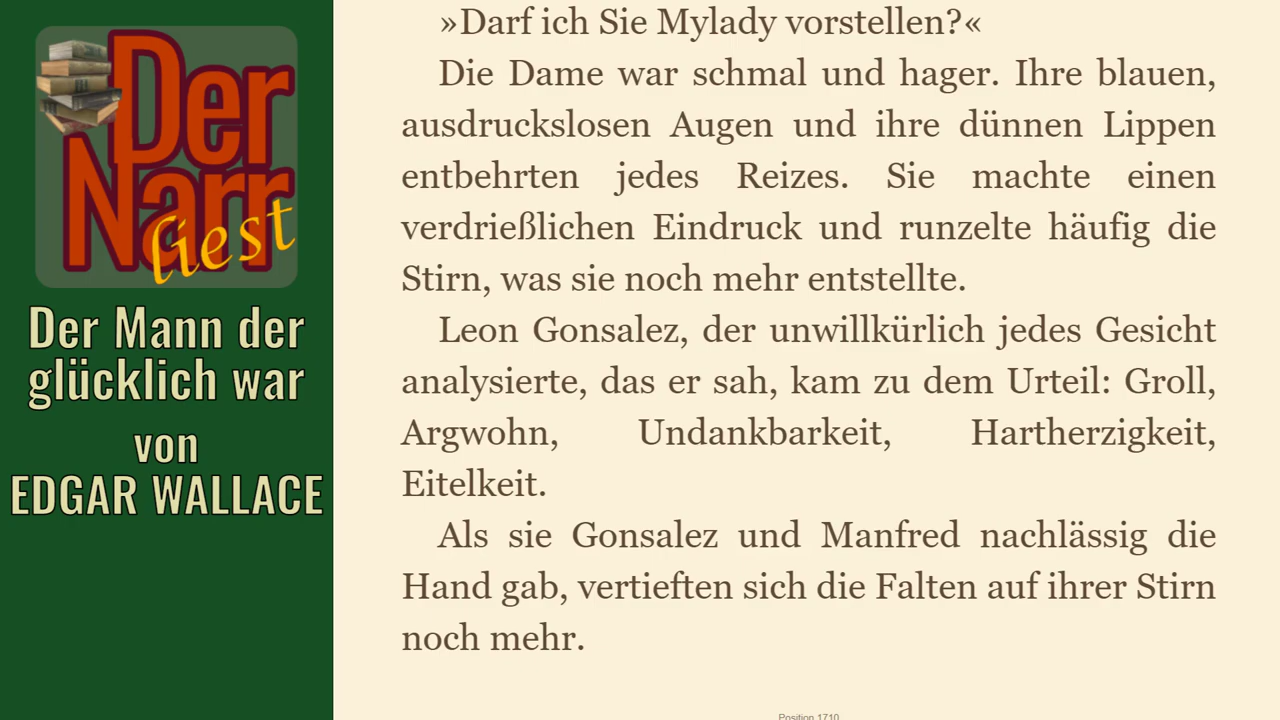 Der
Narr
liest
Der Mann der
glücklich war
von
EDGAR WALLACE
»Darf ich Sie Mylady vorstellen?«
Die Dame war schmal und hager. Ihre blauen,
ausdruckslosen Augen und ihre dünnen Lippen
entbehrten jedes Reizes. Sie machte einen
verdrießlichen Eindruck und runzelte häufig die
Stirn, was sie noch mehr entstellte.
Leon Gonsalez, der unwillkürlich jedes Gesicht
analysierte, das er sah, kam zu dem Urteil: Groll,
Argwohn, Undankbarkeit, Hartherzigkeit,
Eitelkeit.
Als sie Gonsalez und Manfred nachlässig die
Hand gab, vertieften sich die Falten auf ihrer Stirn
noch mehr.
Position 1710